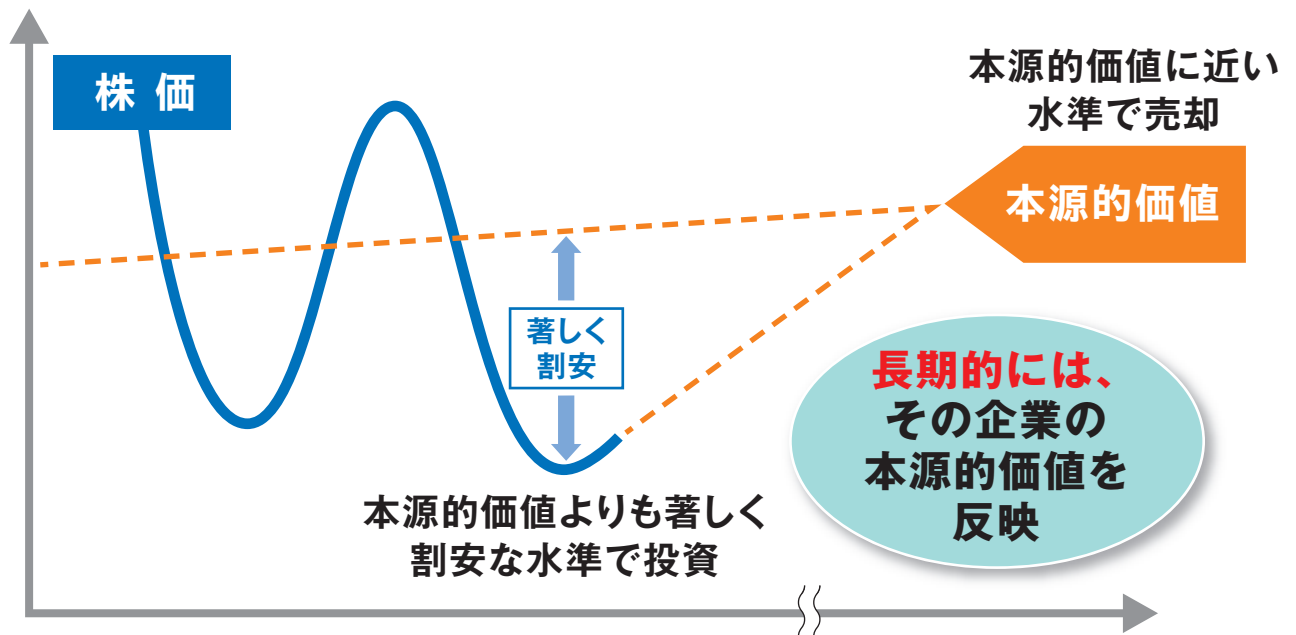 株 価
本源的価値に近い
水準で売却
本源的価値
著しく
割安
長期的には、
その企業の
本源的価値を
反映
本源的価値よりも著しく
割安な水準で投資